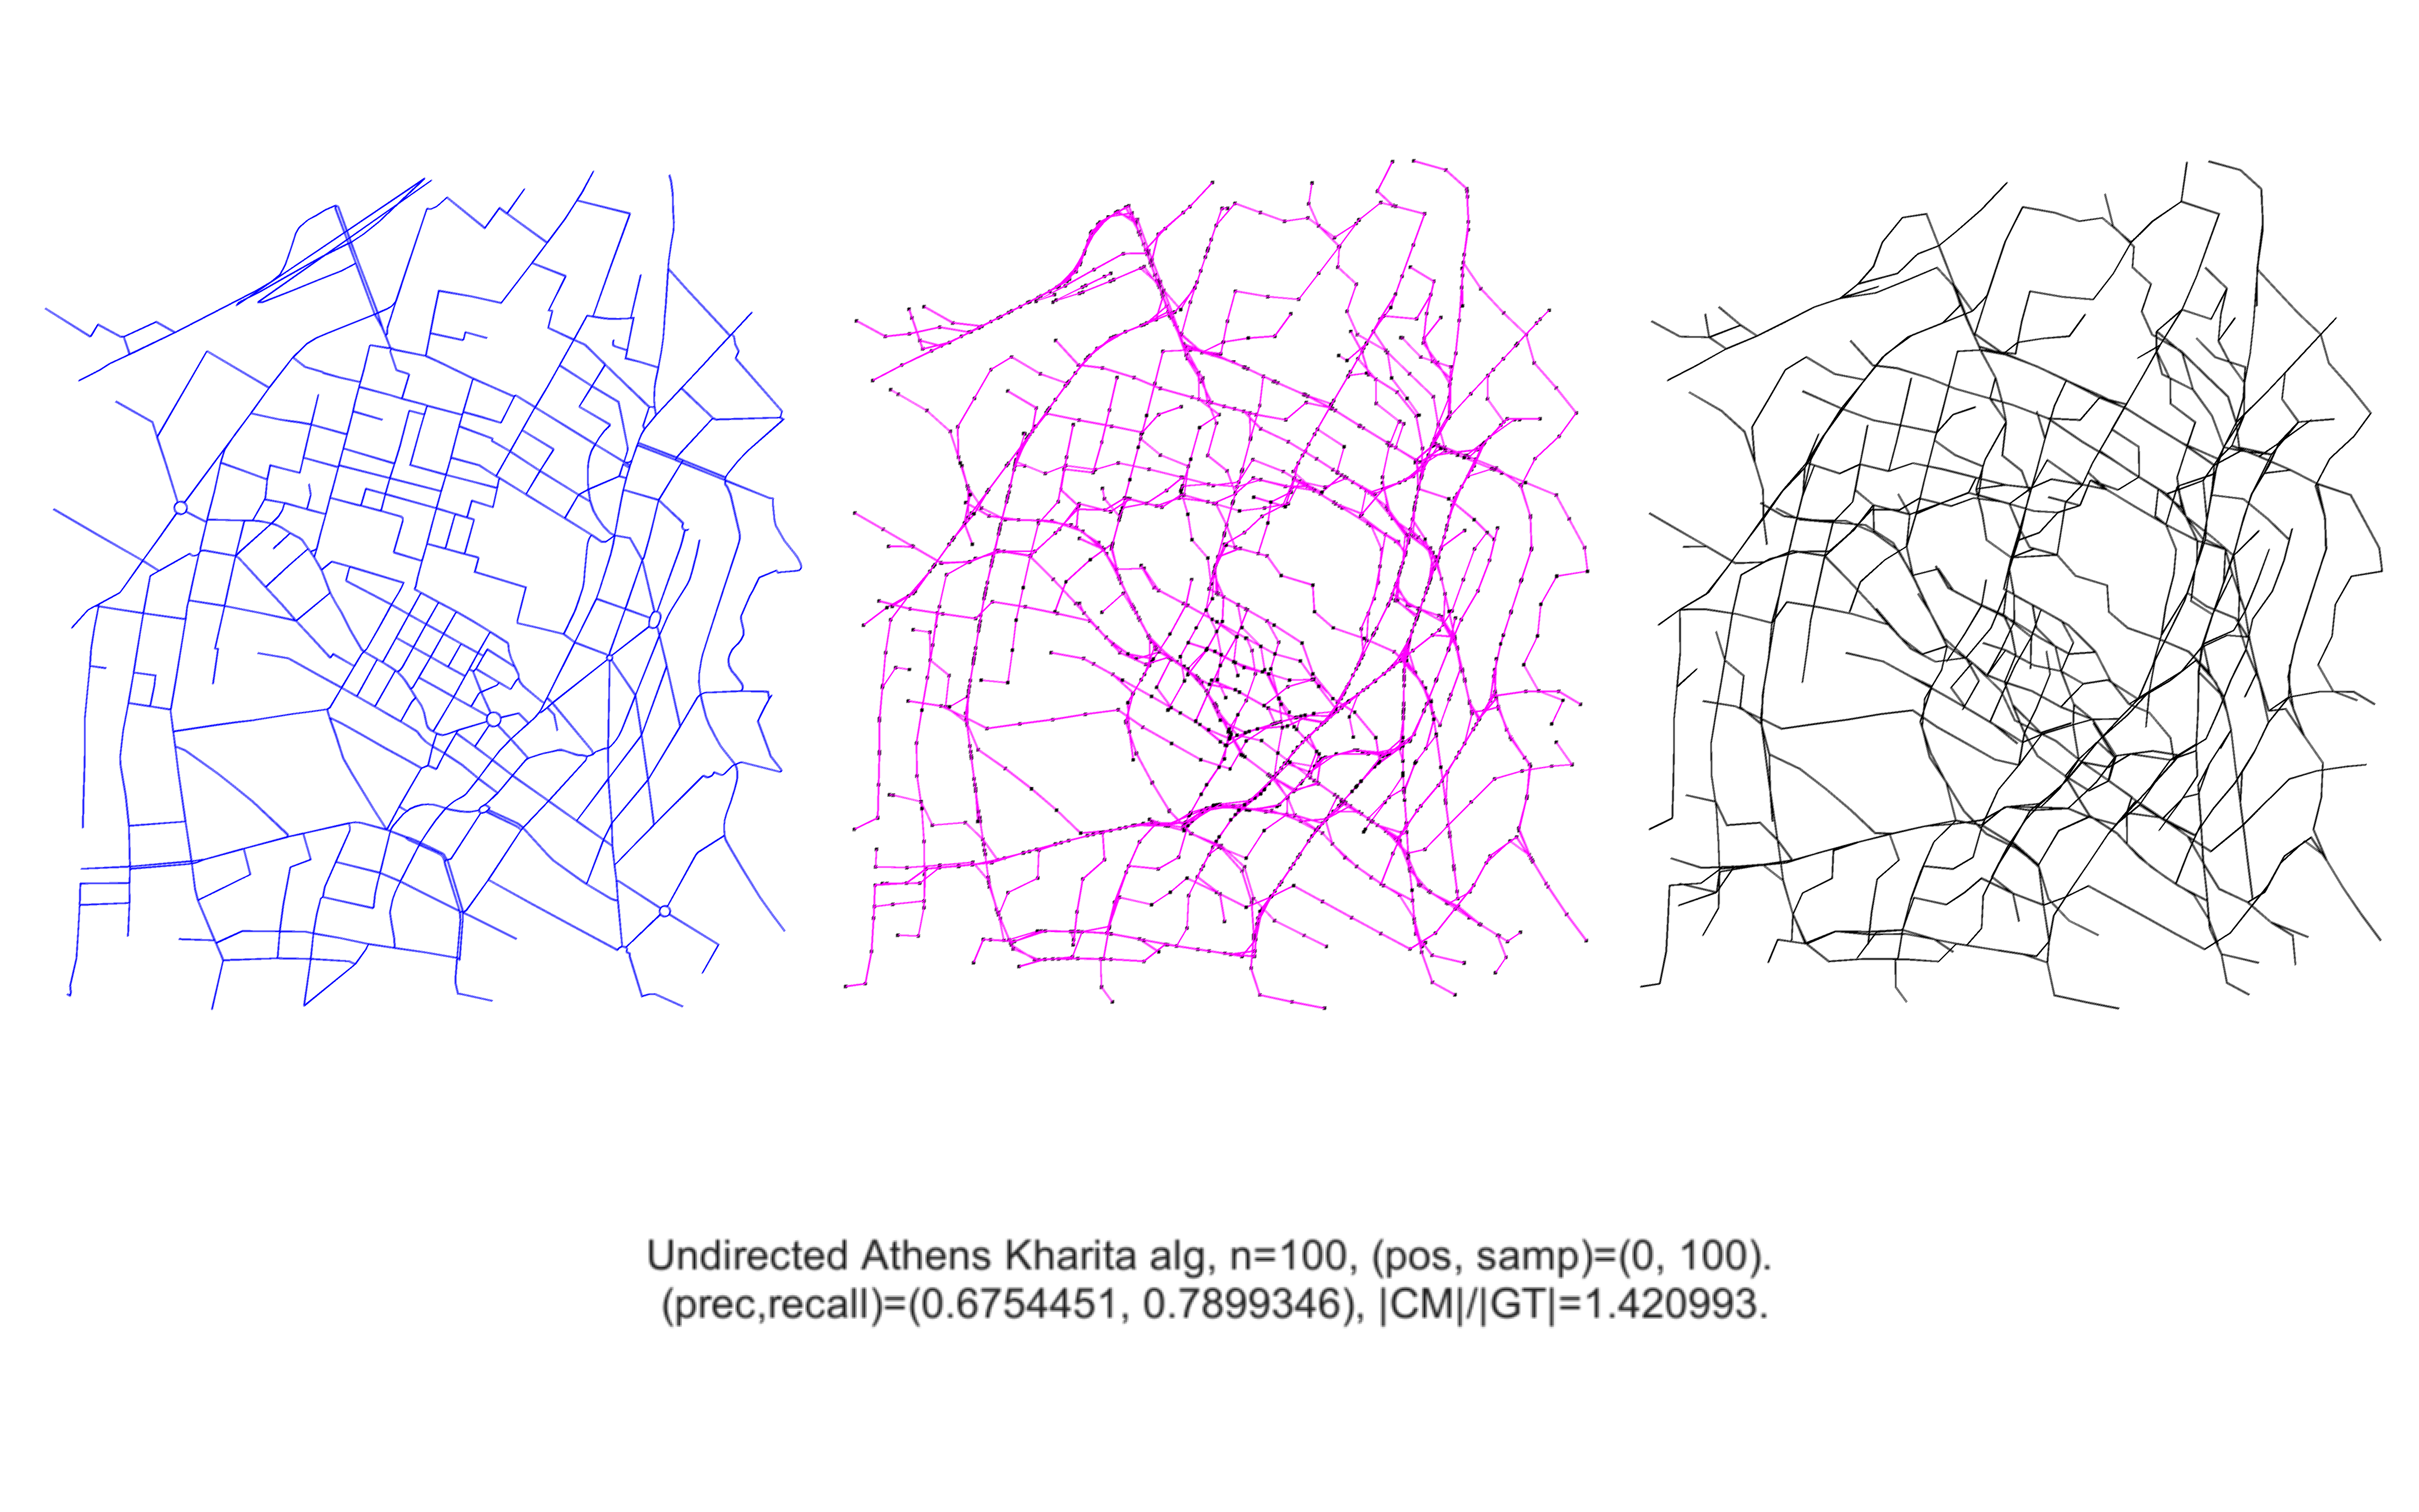 Undirected Athens Kharita alg, n=100, (pos, samp)=(0, 100).
(prec,recall)=(0.6754451, 0.7899346), |CM|/|GT|=1.420993.